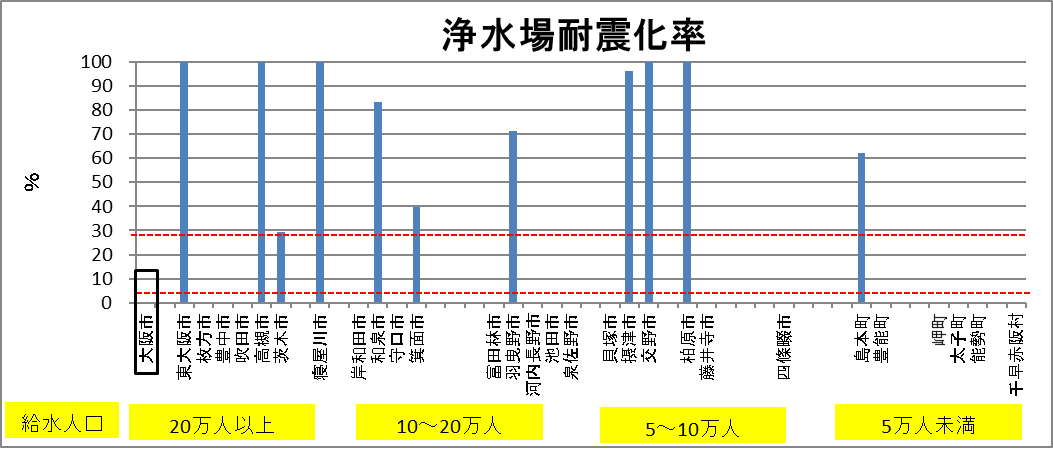 浄水場耐震化率
%
100
90
80
70
60
50
40
30
20
10
0
大阪市
東大阪市
枚方市
豊中市
吹田市
高槻市
茨木市
寝屋川市
岸和田市
和泉市
守口市
箕面市
富田林市
羽曳野市
河内長野市
池田市
泉佐野市
貝塚市
摂津市
交野市
柏原市
藤井寺市
四條畷市
島本町
豊能町
岬町
太子町
能勢町
千早赤阪村
給水人口
20万人以上
10～20万人
5～10万人
5万人未満